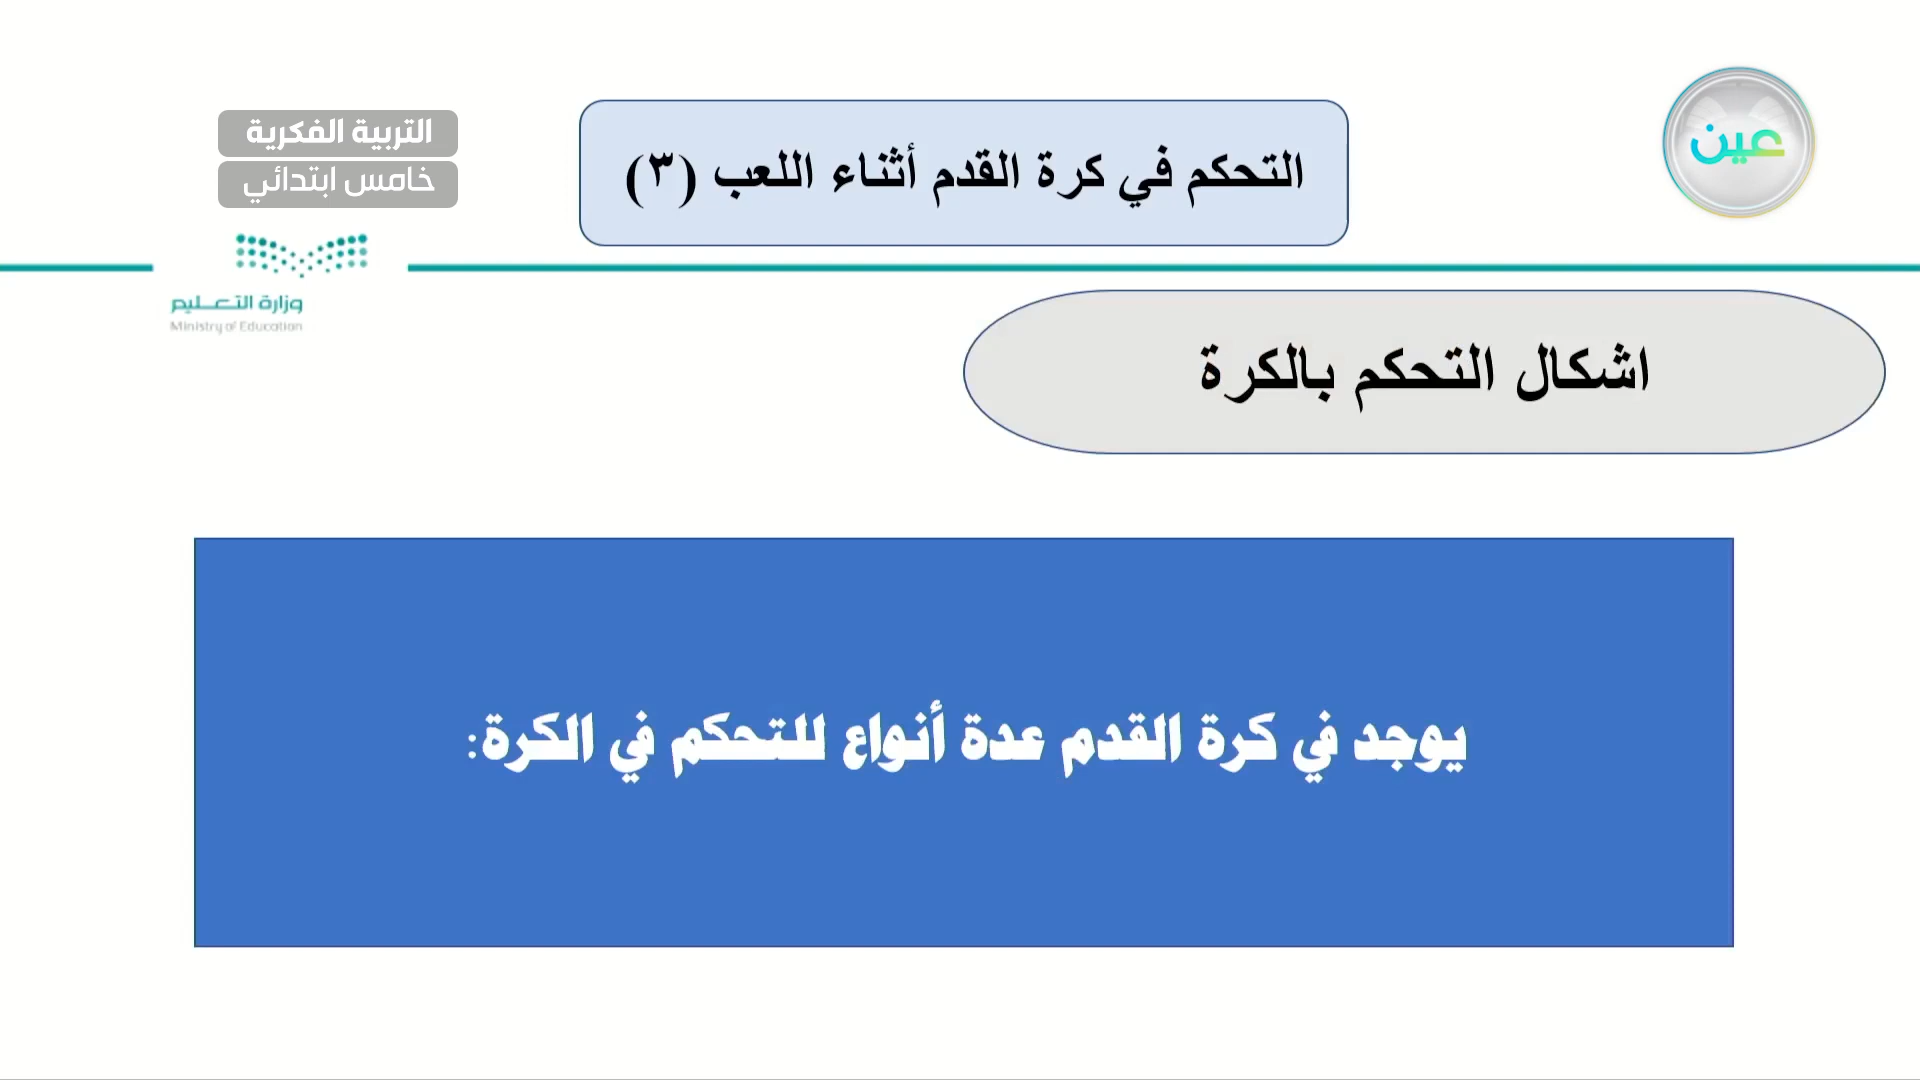 عين
التحكم في كرة القدم أثناء اللعب (٣)
التربية الفكرية
خامس ابتدائي
وزارة التعـــليم
Ministry of Education
اشكال التحكم بالكرة
يوجد في كرة القدم عدة أنواع للتحكم في الكرة: